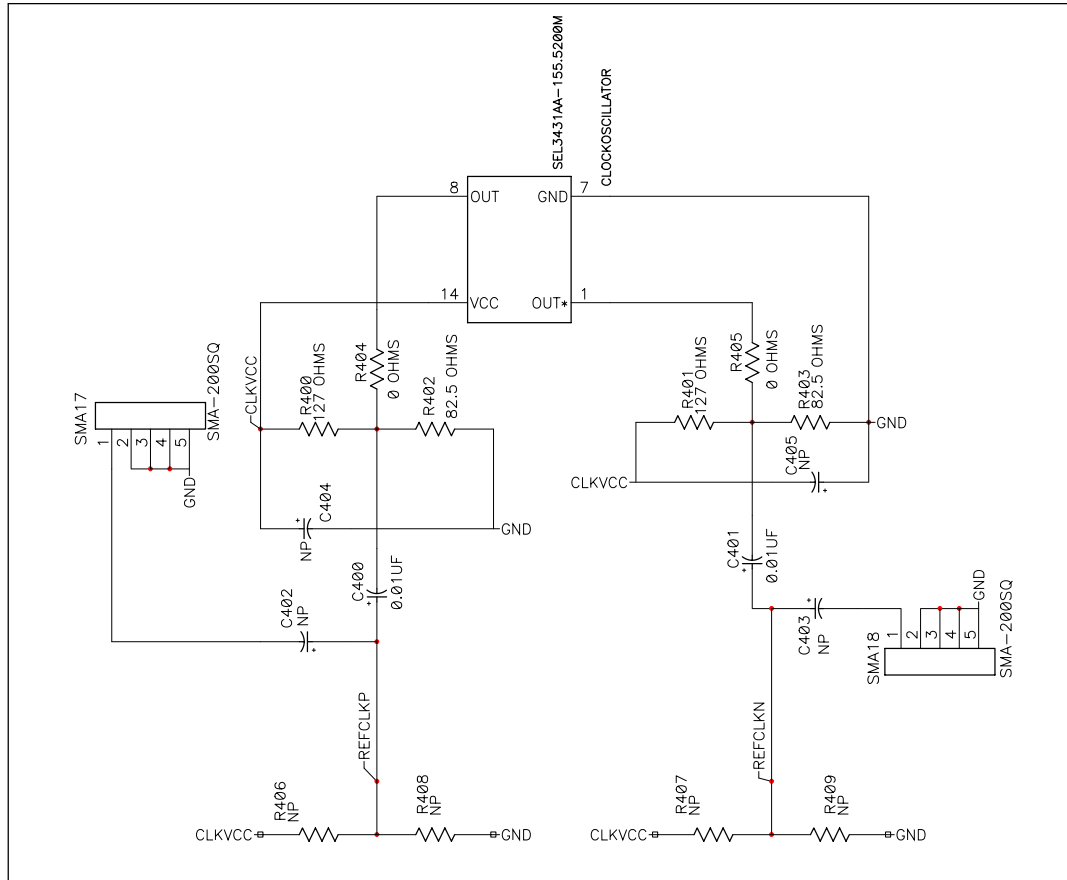 SEL3431AA-155.5200M
CLOCKOSCILLATOR
8
OUT
GND
7
14
VCC
OUT*
1
SMA17
SMA-200SQ
1
2
3
4
5
GND
CLKVCC
R400
127 OHMS
R404
0 OHMS
R402
82.5 OHMS
R401
127 OHMS
R405
0 OHMS
R403
82.5 OHMS
GND
C405
NP
+
CLKVCC
+
NP
C404
GND
C400
0.01UF
+
C401
0.01UF
+
C402
NP
+
C403
NP
+
SMA18
SMA-200SQ
1
2
3
4
5
GND
REFCLKP
REFCLKN
CLKVCC
R406
NP
R408
NP
GND
CLKVCC
R407
NP
R409
NP
GND